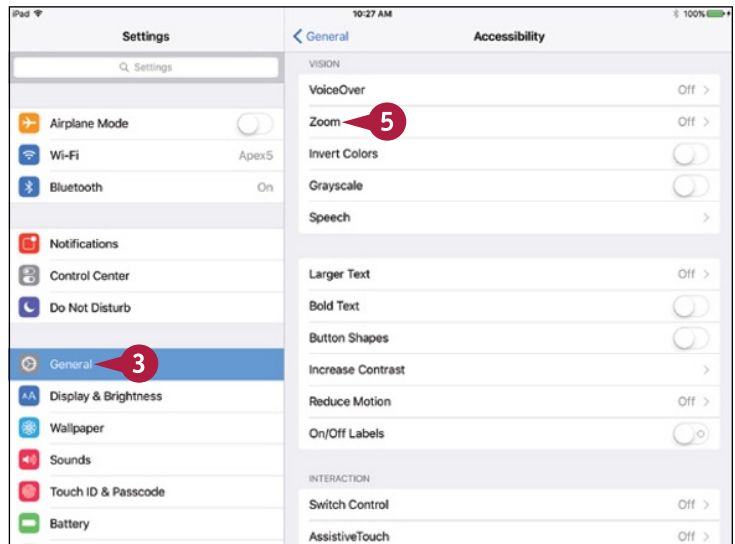 iPad 10:27 AM 100%
Settings
General Accessibility
Settings
Airplane Mode
Wi-Fi Apex5
Bluetooth On
Notifications
Control Center
Do Not Disturb
General 3
Display & Brightness
AA
Wallpaper
Sounds
Touch ID & Passcode
Battery
VISION
VoiceOver Off
Zoom 5 Off
Invert Colors
Grayscale
Speech
Larger Text Off
Bold Text
Button Shapes
Increase Contrast
Reduce Motion Off
On/Off Labels
INTERACTION
Switch Control Off
AssistiveTouch Off